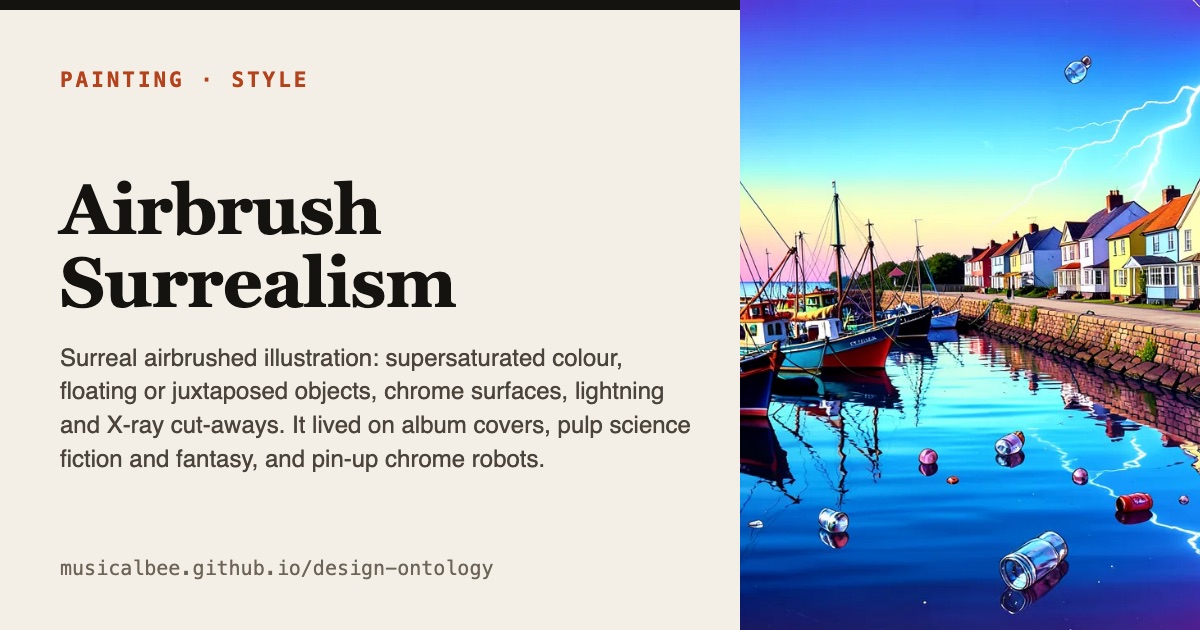 PAINTING · STYLE
Airbrush
Surrealism
Surreal airbrushed illustration: supersaturated colour,
floating or juxtaposed objects, chrome surfaces, lightning
and X-ray cut-aways. It lived on album covers, pulp science
fiction and fantasy, and pin-up chrome robots.
musicalbee.github.io/design-ontology